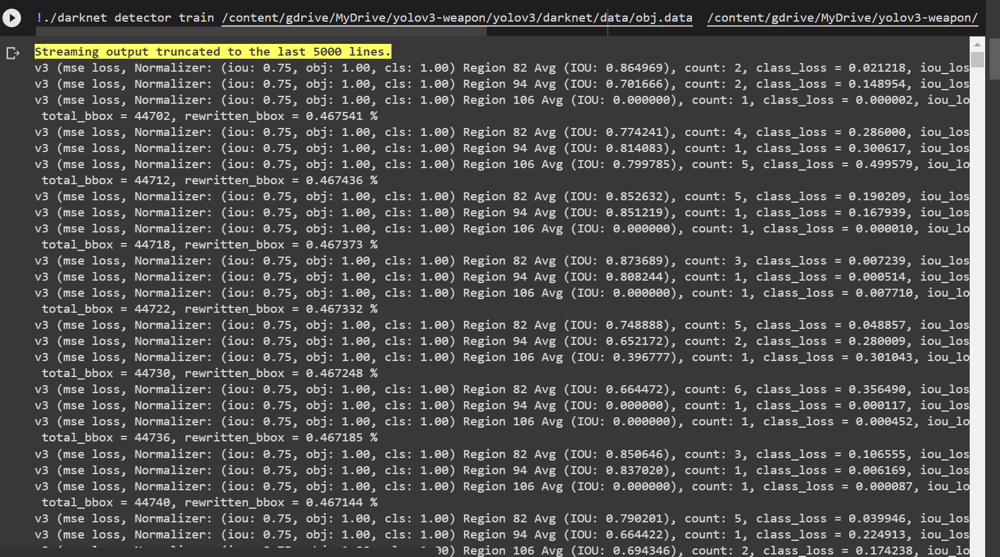 !./darknet detector train /content/gdrive/MyDrive/yolov3-weapon/yolov3/darknet/data/obj.data /content/gdrive/MyDrive/yolov3-weapon/
Streaming output truncated to the last 5000 lines.
v3 (mse loss, Normalizer: (iou: 0.75, obj: 1.00, cls: 1.00) Region 82 Avg (IOU: 0.864969), count: 2, class_loss = 0.021218, iou_los
v3 (mse loss, Normalizer: (iou: 0.75, obj: 1.00, cls: 1.00) Region 94 Avg (IOU: 0.701666), count: 2, class_loss = 0.148954, iou_los
v3 (mse loss, Normalizer: (iou: 0.75, obj: 1.00, cls: 1.00) Region 106 Avg (IOU: 0.000000), count: 1, class_loss = 0.000002, iou_lo
total_bbox = 44702, rewritten_bbox = 0.467541 %
v3 (mse loss, Normalizer: (iou: 0.75, obj: 1.00, cls: 1.00) Region 82 Avg (IOU: 0.774241), count: 4, class_loss = 0.286000, iou_los
v3 (mse loss, Normalizer: (iou: 0.75, obj: 1.00, cls: 1.00) Region 94 Avg (IOU: 0.814083), count: 1, class_loss = 0.300617, iou_los
v3 (mse loss, Normalizer: (iou: 0.75, obj: 1.00, cls: 1.00) Region 106 Avg (IOU: 0.799785), count: 5, class_loss = 0.499579, iou_lo
total_bbox = 44712, rewritten_bbox = 0.467436 %
v3 (mse loss, Normalizer: (iou: 0.75, obj: 1.00, cls: 1.00) Region 82 Avg (IOU: 0.852632), count: 5, class_loss = 0.190209, iou_los
v3 (mse loss, Normalizer: (iou: 0.75, obj: 1.00, cls: 1.00) Region 94 Avg (IOU: 0.851219), count: 1, class_loss = 0.167939, iou_los
v3 (mse loss, Normalizer: (iou: 0.75, obj: 1.00, cls: 1.00) Region 106 Avg (IOU: 0.000000), count: 1, class_loss = 0.000010, iou_lo
total_bbox = 44718, rewritten_bbox = 0.467373 %
v3 (mse loss, Normalizer: (iou: 0.75, obj: 1.00, cls: 1.00) Region 82 Avg (IOU: 0.873689), count: 3, class_loss = 0.007239, iou_los
v3 (mse loss, Normalizer: (iou: 0.75, obj: 1.00, cls: 1.00) Region 94 Avg (IOU: 0.808244), count: 1, class_loss = 0.000514, iou_los
v3 (mse loss, Normalizer: (iou: 0.75, obj: 1.00, cls: 1.00) Region 106 Avg (IOU: 0.000000), count: 1, class_loss = 0.007710, iou_lo
total_bbox = 44722, rewritten_bbox = 0.467332 %
v3 (mse loss, Normalizer: (iou: 0.75, obj: 1.00, cls: 1.00) Region 82 Avg (IOU: 0.748888), count: 5, class_loss = 0.048857, iou_los
v3 (mse loss, Normalizer: (iou: 0.75, obj: 1.00, cls: 1.00) Region 94 Avg (IOU: 0.652172), count: 2, class_loss = 0.280009, iou_los
v3 (mse loss, Normalizer: (iou: 0.75, obj: 1.00, cls: 1.00) Region 106 Avg (IOU: 0.396777), count: 1, class_loss = 0.301043, iou_lo
total_bbox = 44730, rewritten_bbox = 0.467248 %
v3 (mse loss, Normalizer: (iou: 0.75, obj: 1.00, cls: 1.00) Region 82 Avg (IOU: 0.664472), count: 6, class_loss = 0.356490, iou_los
v3 (mse loss, Normalizer: (iou: 0.75, obj: 1.00, cls: 1.00) Region 94 Avg (IOU: 0.000000), count: 1, class_loss = 0.000117, iou_los
v3 (mse loss, Normalizer: (iou: 0.75, obj: 1.00, cls: 1.00) Region 106 Avg (IOU: 0.000000), count: 1, class_loss = 0.000452, iou_lo
total_bbox = 44736, rewritten_bbox = 0.467185 %
v3 (mse loss, Normalizer: (iou: 0.75, obj: 1.00, cls: 1.00) Region 82 Avg (IOU: 0.850646), count: 3, class_loss = 0.106555, iou_los
v3 (mse loss, Normalizer: (iou: 0.75, obj: 1.00, cls: 1.00) Region 94 Avg (IOU: 0.837020), count: 1, class_loss = 0.006169, iou_los
v3 (mse loss, Normalizer: (iou: 0.75, obj: 1.00, cls: 1.00) Region 106 Avg (IOU: 0.000000), count: 1, class_loss = 0.000087, iou_lo
total_bbox = 44740, rewritten_bbox = 0.467144 %
v3 (mse loss, Normalizer: (iou: 0.75, obj: 1.00, cls: 1.00) Region 82 Avg (IOU: 0.790201), count: 5, class_loss = 0.039946, iou_los
v3 (mse loss, Normalizer: (iou: 0.75, obj: 1.00, cls: 1.00) Region 94 Avg (IOU: 0.664422), count: 1, class_loss = 0.224913, iou_los
00) Region 106 Avg (IOU: 0.694346), count: 2, class_loss = 0.174238, iou_lo